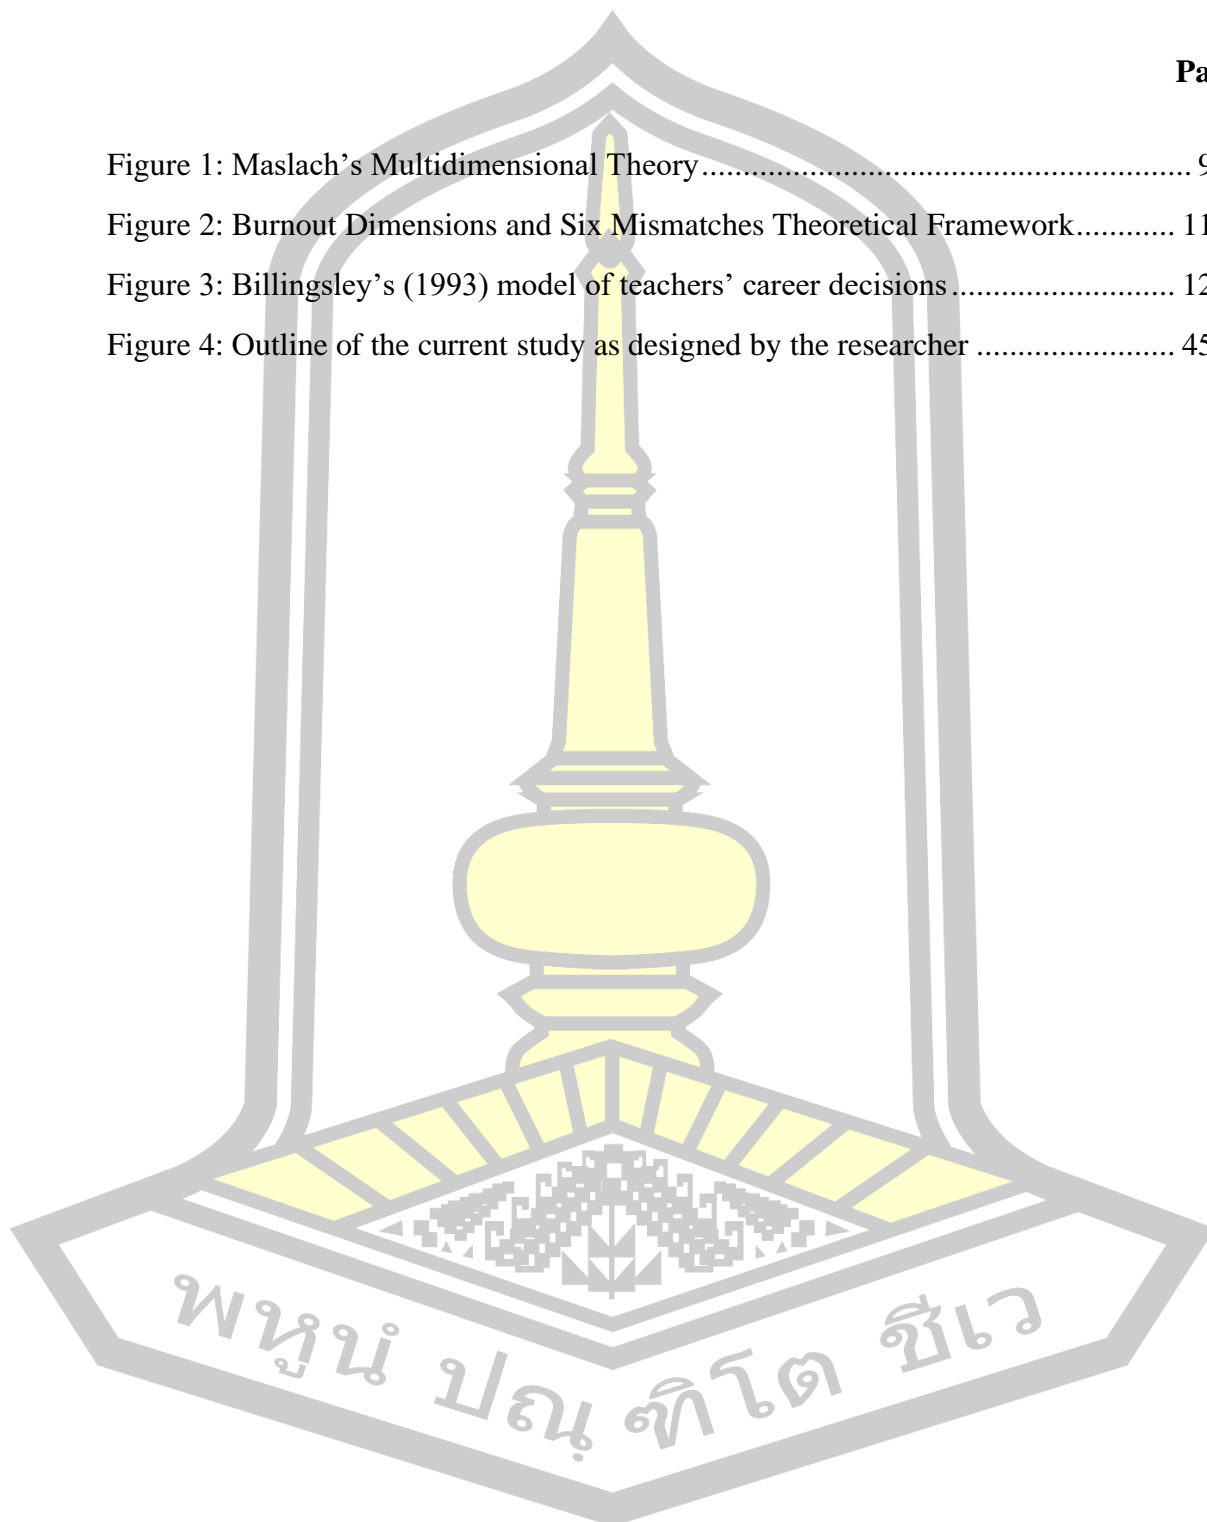 Pa
Figure 1: Maslach’s Multidimensional Theory............................................................. 9
Figure 2: Burnout Dimensions and Six Mismatches Theoretical Framework............ 11
Figure 3: Billingsley’s (1993) model of teachers’ career decisions............................ 12
Figure 4: Outline of the current study as designed by the researcher ........................ 45
พหูนํ ปณฺฑิโต ชีเว